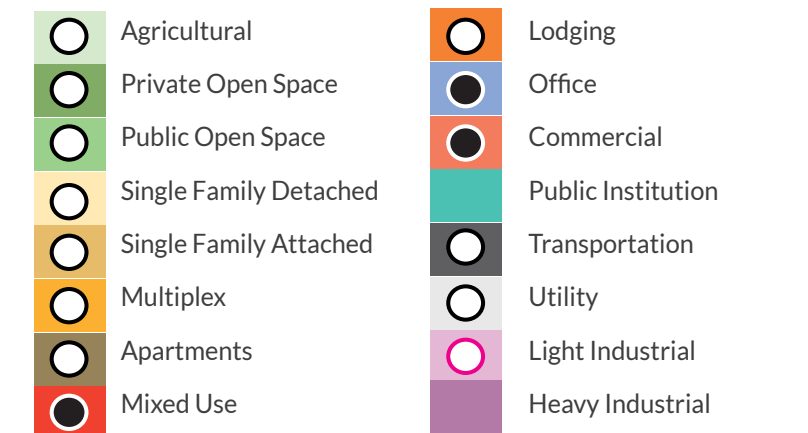 Agricultural
Private Open Space
Public Open Space
Single Family Detached
Single Family Attached
Multiplex
Apartments
Mixed Use
Lodging
Office
Commercial
Public Institution
Transportation
Utility
Light Industrial
Heavy Industrial